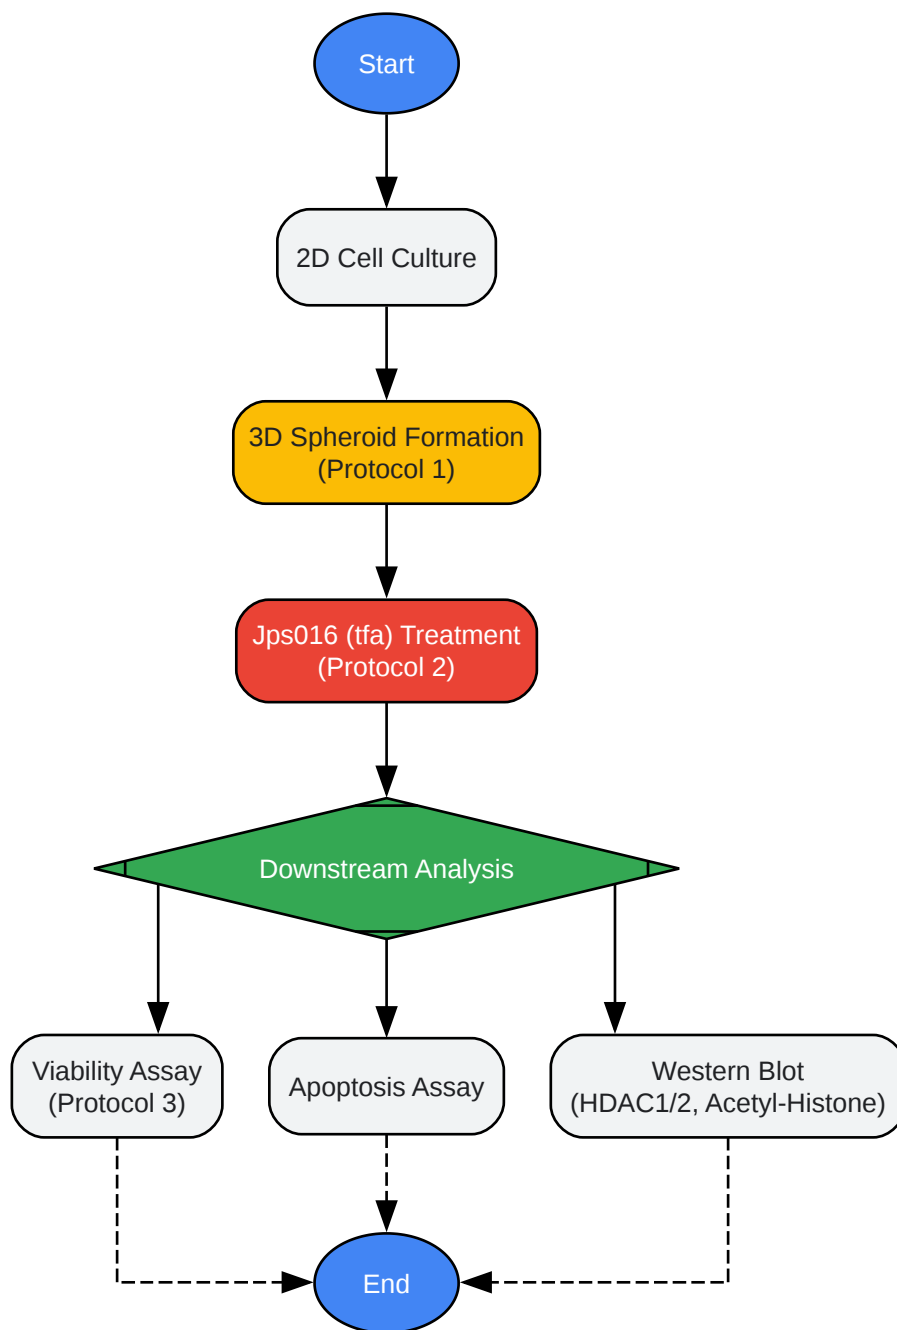 Start
2D Cell Culture
3D Spheroid Formation
(Protocol 1)
Jps016 (tfa) Treatment
(Protocol 2)
Downstream Analysis
Viability Assay
(Protocol 3)
Apoptosis Assay
Western Blot
(HDAC1/2, Acetyl-Histone)
End